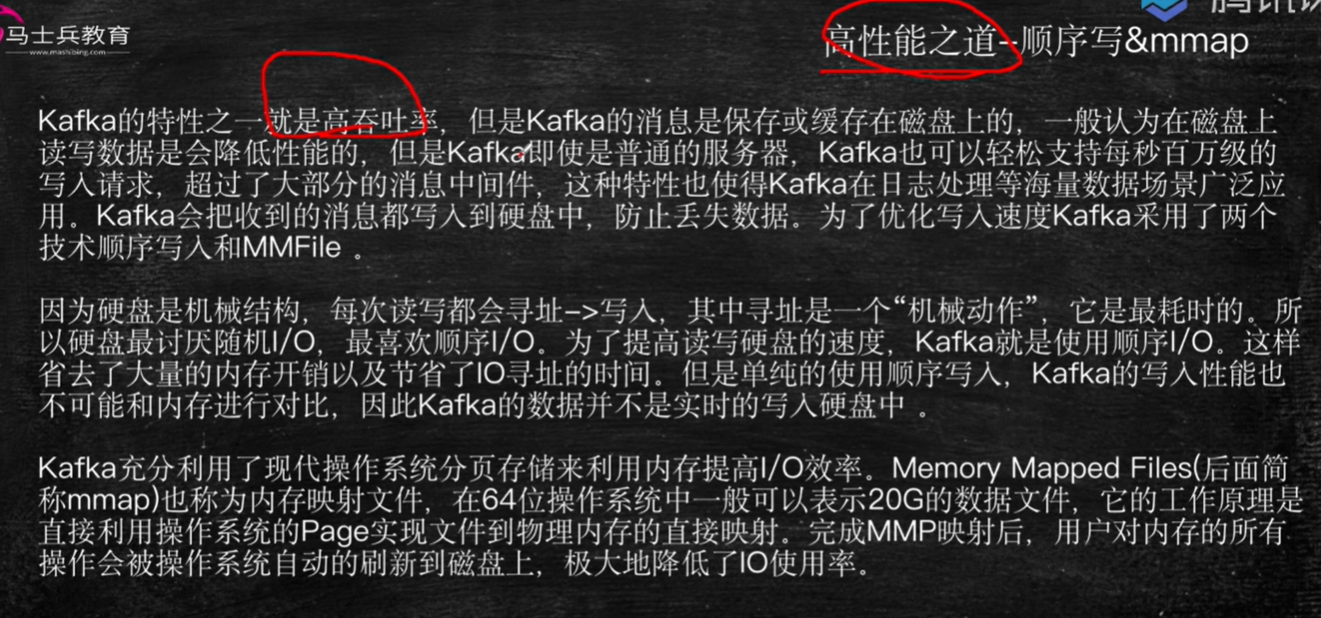 马士兵教育
www.mashibing.com
高性能之道--顺序写&mmap
Kafka的特性之一就是高吞吐率，但是Kafka的消息是保存或缓存在磁盘上的，一般认为在磁盘上
读写数据是会降低性能的，但是Kafka即使是普通的服务器，Kafka也可以轻松支持每秒百万级的
写入请求，超过了大部分的消息中间件，这种特性也使得Kafka在日志处理等海量数据场景广泛应
用。Kafka会把收到的消息都写入到硬盘中，防止丢失数据。为了优化写入速度Kafka采用了两个
技术顺序写入和MMFile 。
因为硬盘是机械结构，每次读写都会寻址–>写入，其中寻址是一个“机械动作”，它是最耗时的。所
以硬盘最讨厌随机I/O，最喜欢顺序I/O。为了提高读写硬盘的速度，Kafka就是使用顺序I/O。这样
省去了大量的内存开销以及节省了IO寻址的时间。但是单纯的使用顺序写入，Kafka的写入性能也
不可能和内存进行对比，因此Kafka的数据并不是实时的写入硬盘中 。
Kafka充分利用了现代操作系统分页存储来利用内存提高I/O效率。Memory Mapped Files(后面简
称mmap)也称为内存映射文件，在64位操作系统中一般可以表示20G的数据文件，它的工作原理是
直接利用操作系统的Page实现文件到物理内存的直接映射。完成MMP映射后，用户对内存的所有
操作会被操作系统自动的刷新到磁盘上，极大地降低了IO使用率。